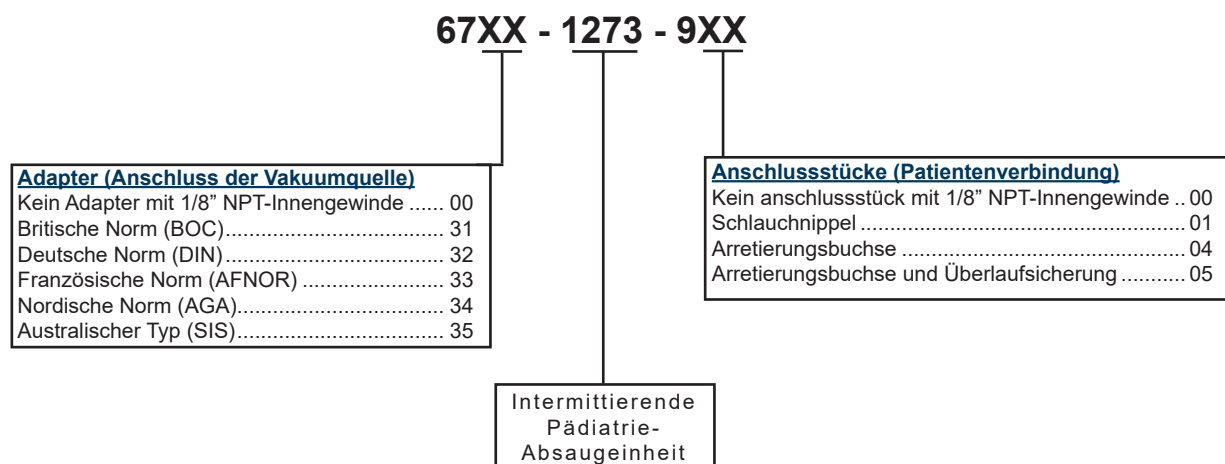 67XX - 1273 - 9XX
Adapter (Anschluss der Vakuumquelle)
Kein Adapter mit 1/8” NPT-Innengewinde ...... 00
Britische Norm (BOC)..................................... 31
Deutsche Norm (DIN)..................................... 32
Französische Norm (AFNOR) ........................ 33
Nordische Norm (AGA)................................... 34
Australischer Typ (SIS)................................... 35
Anschlussstücke (Patientenverbindung)
Kein anschlussstück mit 1/8” NPT-Innengewinde .. 00
Schlauchnippel ..................................................... 01
Arretierungsbuchse ............................................... 04
Arretierungsbuchse und Überlaufsicherung ........... 05
Intermittierende
Pädiatrie-
Absaugeinheit